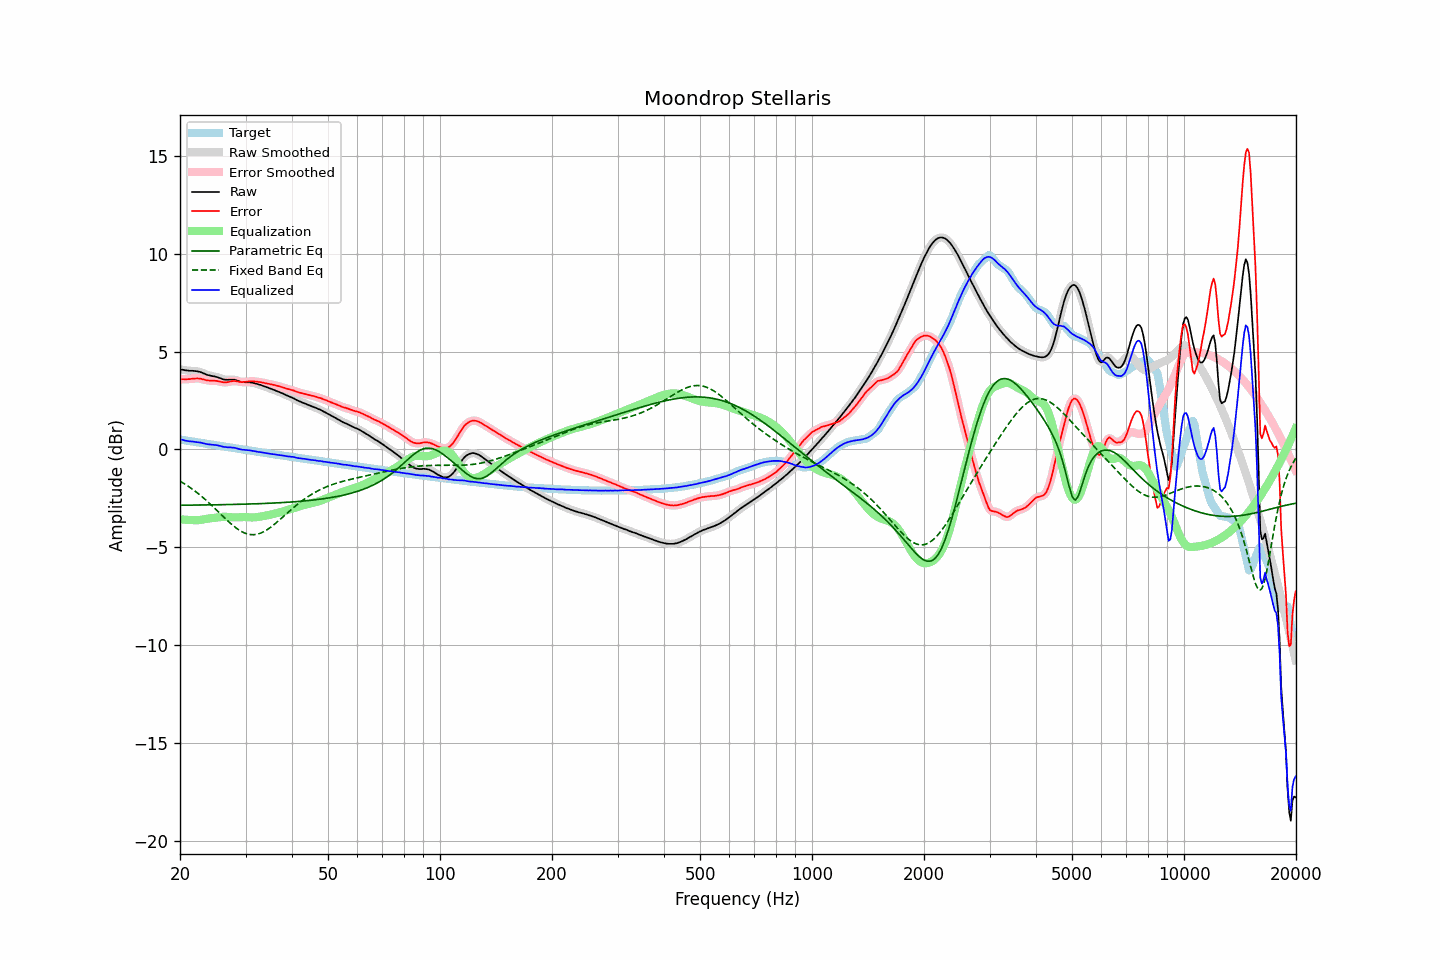 Moondrop Stellaris
Target
Raw Smoothed
Error Smoothed
Raw
Error
Equalization
Parametric Eq
Fixed Band Eq
Equalized
Amplitude (dBr)
15
10
5
0
−5
−10
−15
−20
20 50 100 200 500 1000 2000 5000 10000 20000
Frequency (Hz)